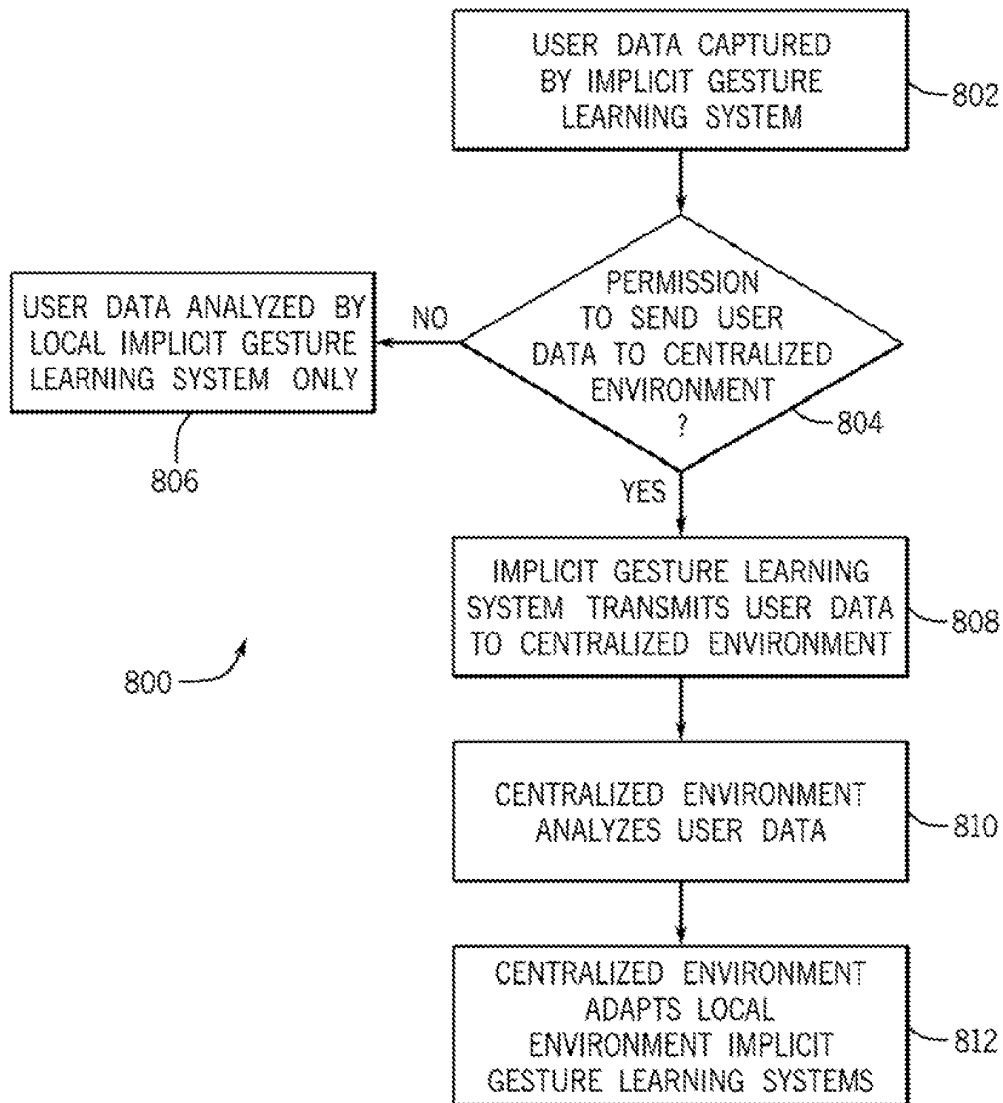 USER DATA CAPTURED
BY IMPLICIT GESTURE
LEARNING SYSTEM
802
PERMISSION
TO SEND USER
DATA TO CENTRALIZED
ENVIRONMENT
?
804
NO
USER DATA ANALYZED BY
LOCAL IMPLICIT GESTURE
LEARNING SYSTEM ONLY
806
YES
IMPLICIT GESTURE LEARNING
SYSTEM TRANSMITS USER DATA
TO CENTRALIZED ENVIRONMENT
808
800
CENTRALIZED ENVIRONMENT
ANALYZES USER DATA
810
CENTRALIZED ENVIRONMENT
ADAPTS LOCAL
ENVIRONMENT IMPLICIT
GESTURE LEARNING SYSTEMS
812